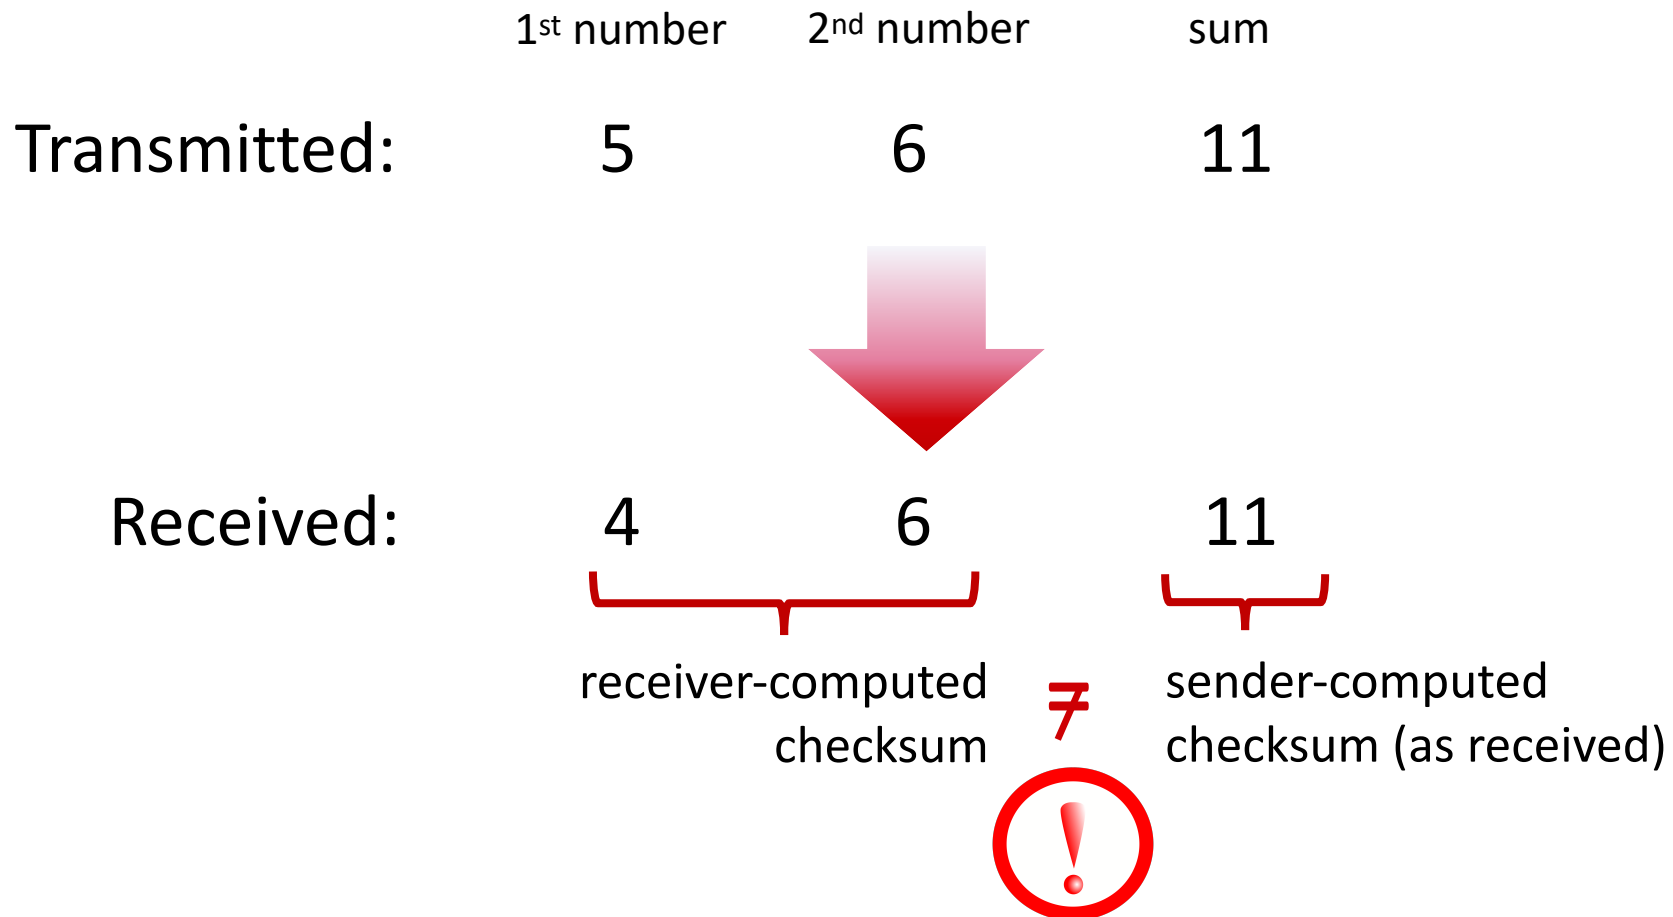 1st number 2nd number sum
Transmitted: 5 6 11
Received: 4 6 11
receiver-computed ≠ sender-computed
checksum checksum (as received)
!